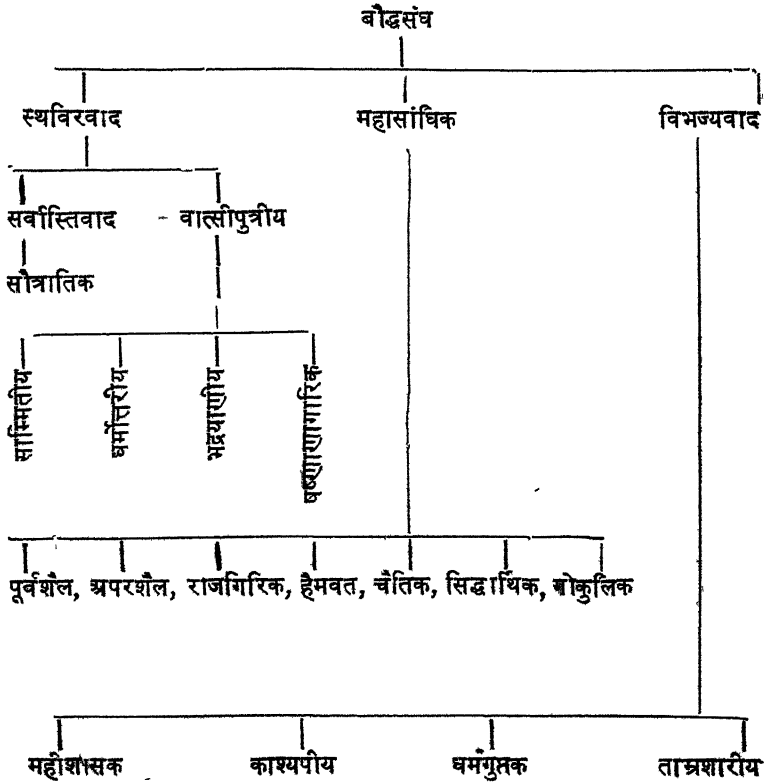 बौद्धसंघ
स्थविरवाद महासांघिक विभज्यवाद
सर्वास्तिवाद - वात्सीपुत्रीय
सौत्रातिक
साम्मितीय धर्मोत्तरीय भद्रयाणीय षष्णाणागारिक
पूर्वशैल, अपरशैल, राजगिरिक, हैमवत, चैतिक, सिद्धार्थिक, गोकुलिक
महीशासक काश्यपीय धर्मगुप्तक ताम्रशारीय